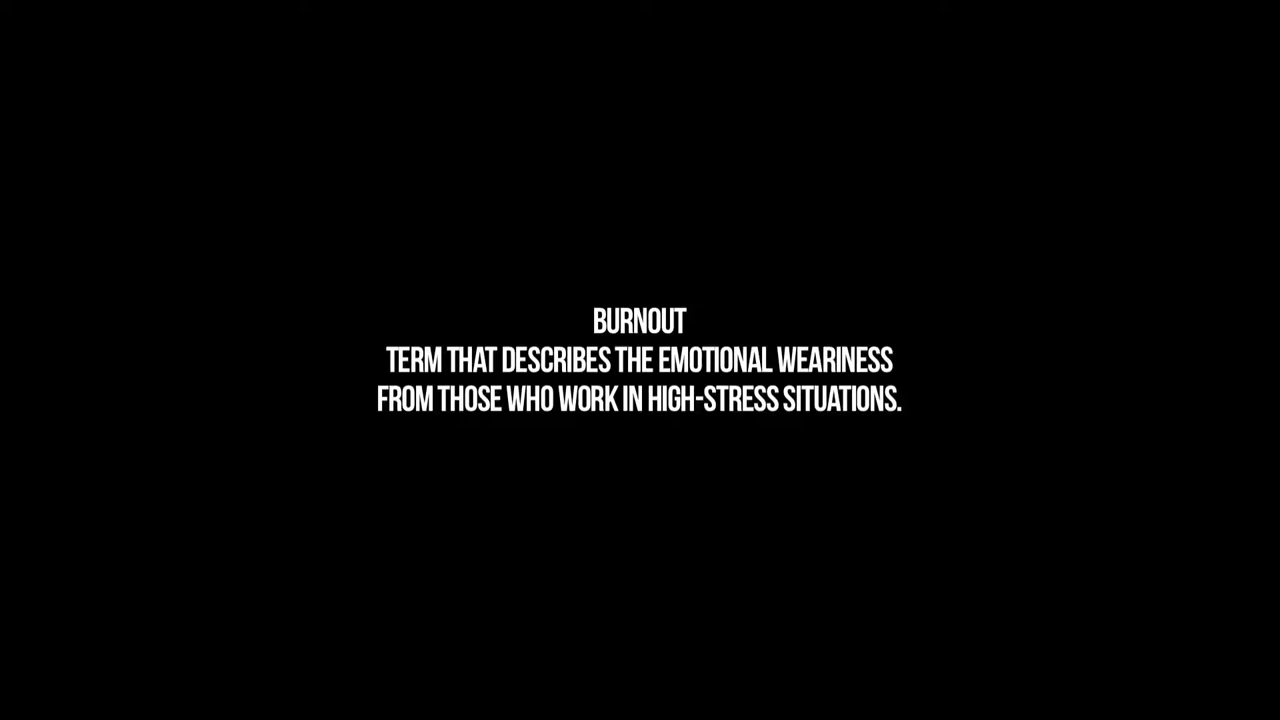 BURNOUT
TERM THAT DESCRIBES THE EMOTIONAL WEARINESS
FROM THOSE WHO WORK IN HIGH-STRESS SITUATIONS.